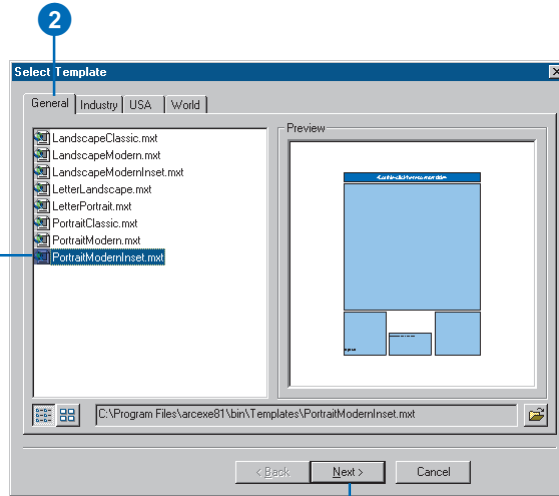 2
Select Template
General Industry USA World
LandscapeClassic.mxt
LandscapeModern.mxt
LandscapeModernInset.mxt
LetterLandscape.mxt
LetterPortrait.mxt
PortraitClassic.mxt
PortraitModern.mxt
PortraitModernInset.mxt
Preview
C:\Program Files\arcexe81\bin\Templates\PortraitModernInset.mxt
< Back Next > Cancel